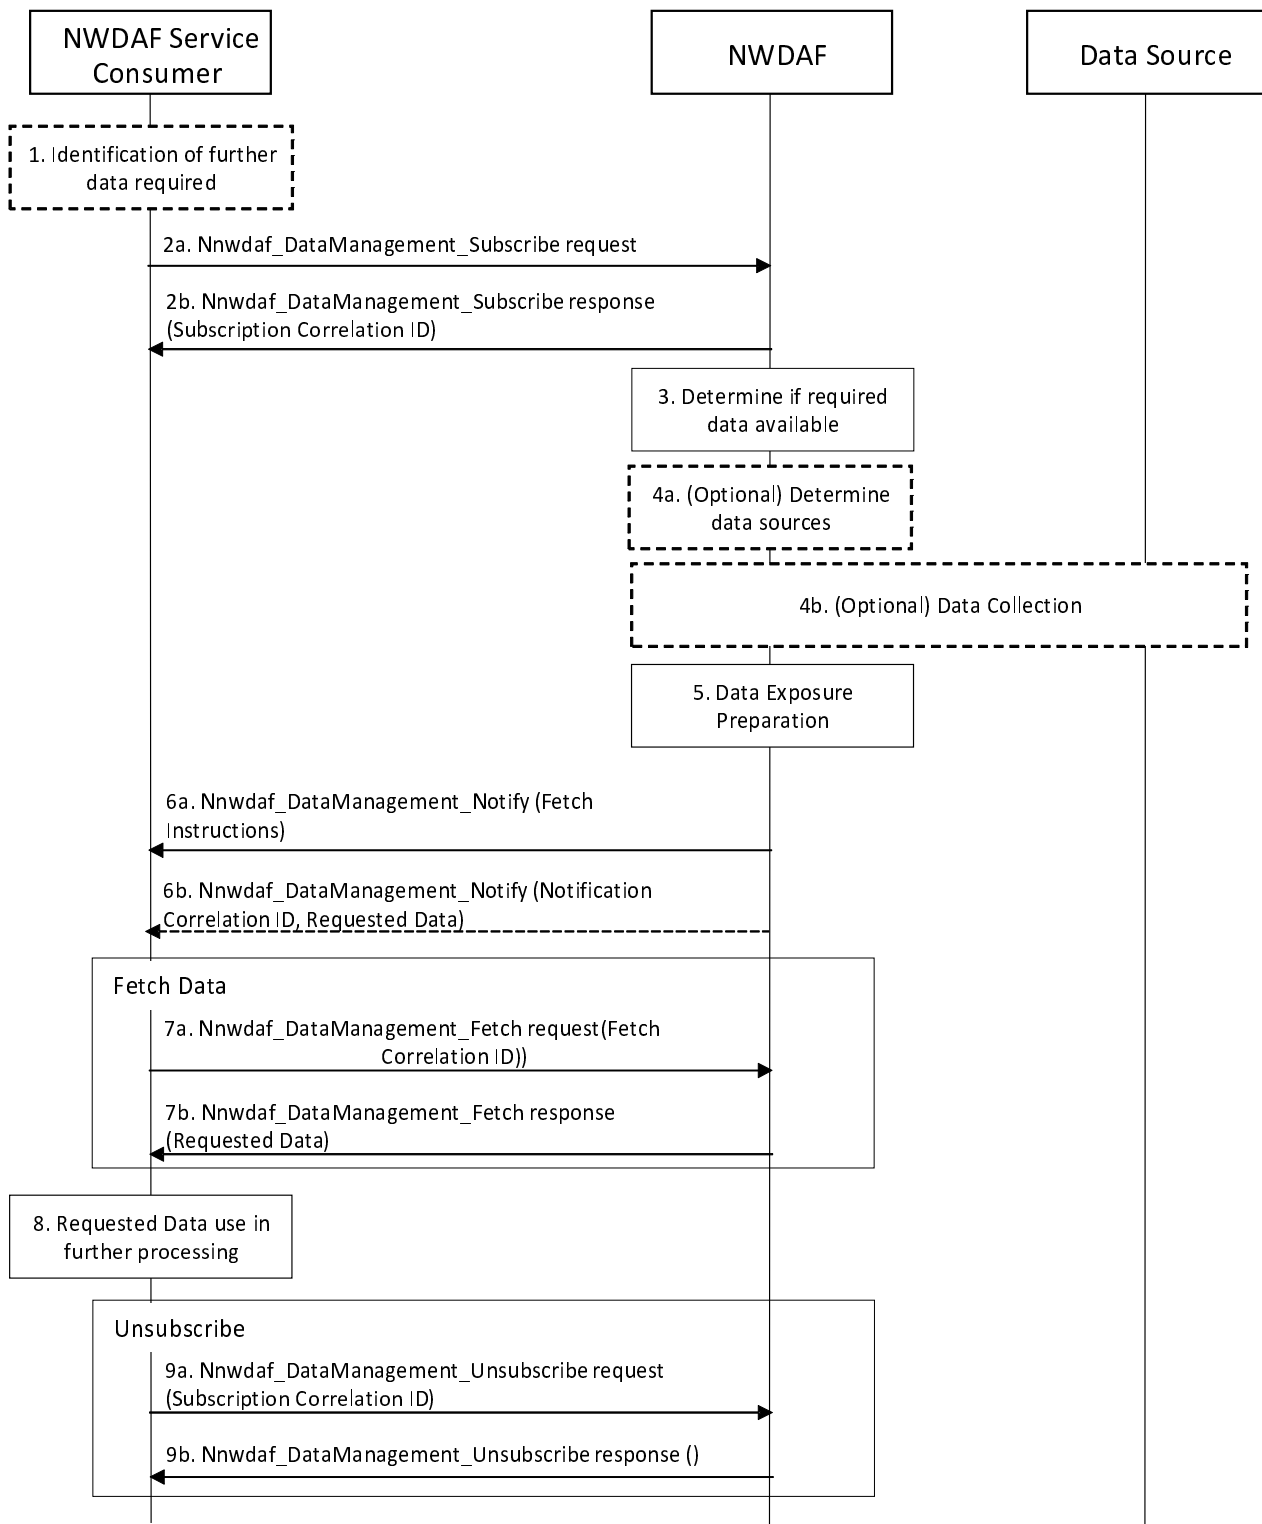 NWDAF Service
Consumer
NWDAF
Data Source
1. Identification of further
data required
2a. Nnwdaf_DataManagement_Subscribe request
2b. Nnwdaf_DataManagement_Subscribe response
(Subscription Correlation ID)
3. Determine if required
data available
4a. (Optional) Determine
data sources
4b. (Optional) Data Collection
5. Data Exposure
Preparation
6a. Nnwdaf_DataManagement_Notify (Fetch
Instructions)
6b. Nnwdaf_DataManagement_Notify (Notification
Correlation ID, Requested Data)
Fetch Data
7a. Nnwdaf_DataManagement_Fetch request(Fetch
Correlation ID))
7b. Nnwdaf_DataManagement_Fetch response
(Requested Data)
8. Requested Data use in
further processing
Unsubscribe
9a. Nnwdaf_DataManagement_Unsubscribe request
(Subscription Correlation ID)
9b. Nnwdaf_DataManagement_Unsubscribe response ()